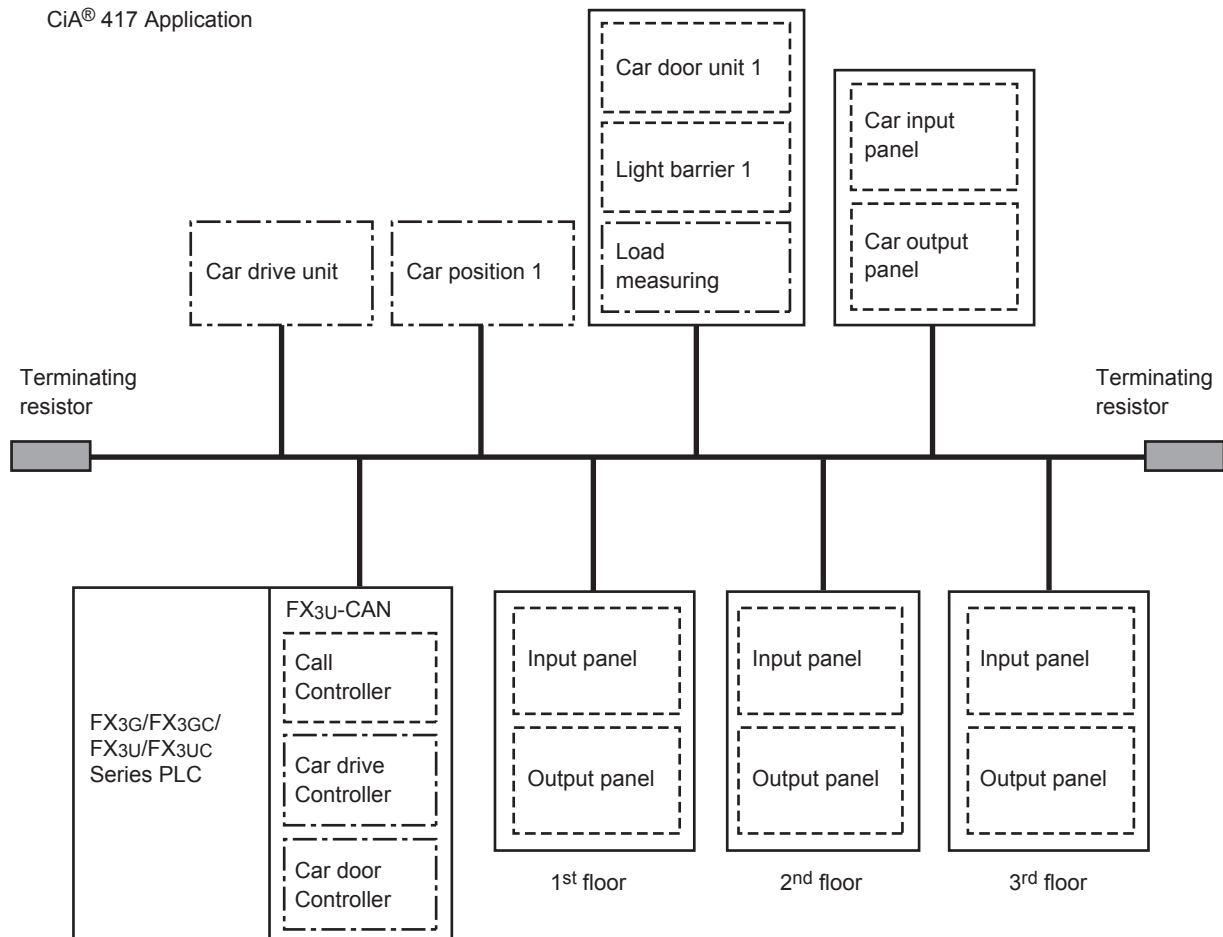 CiA® 417 Application
Car door unit 1
Light barrier 1
Load
measuring
Car input
panel
Car output
panel
Car drive unit
Car position 1
Terminating
resistor
Terminating
resistor
FX3G/FX3GC/
FX3U/FX3UC
Series PLC
FX3U-CAN
Call
Controller
Car drive
Controller
Car door
Controller
Input panel
Output panel
1st floor
Input panel
Output panel
2nd floor
Input panel
Output panel
3rd floor